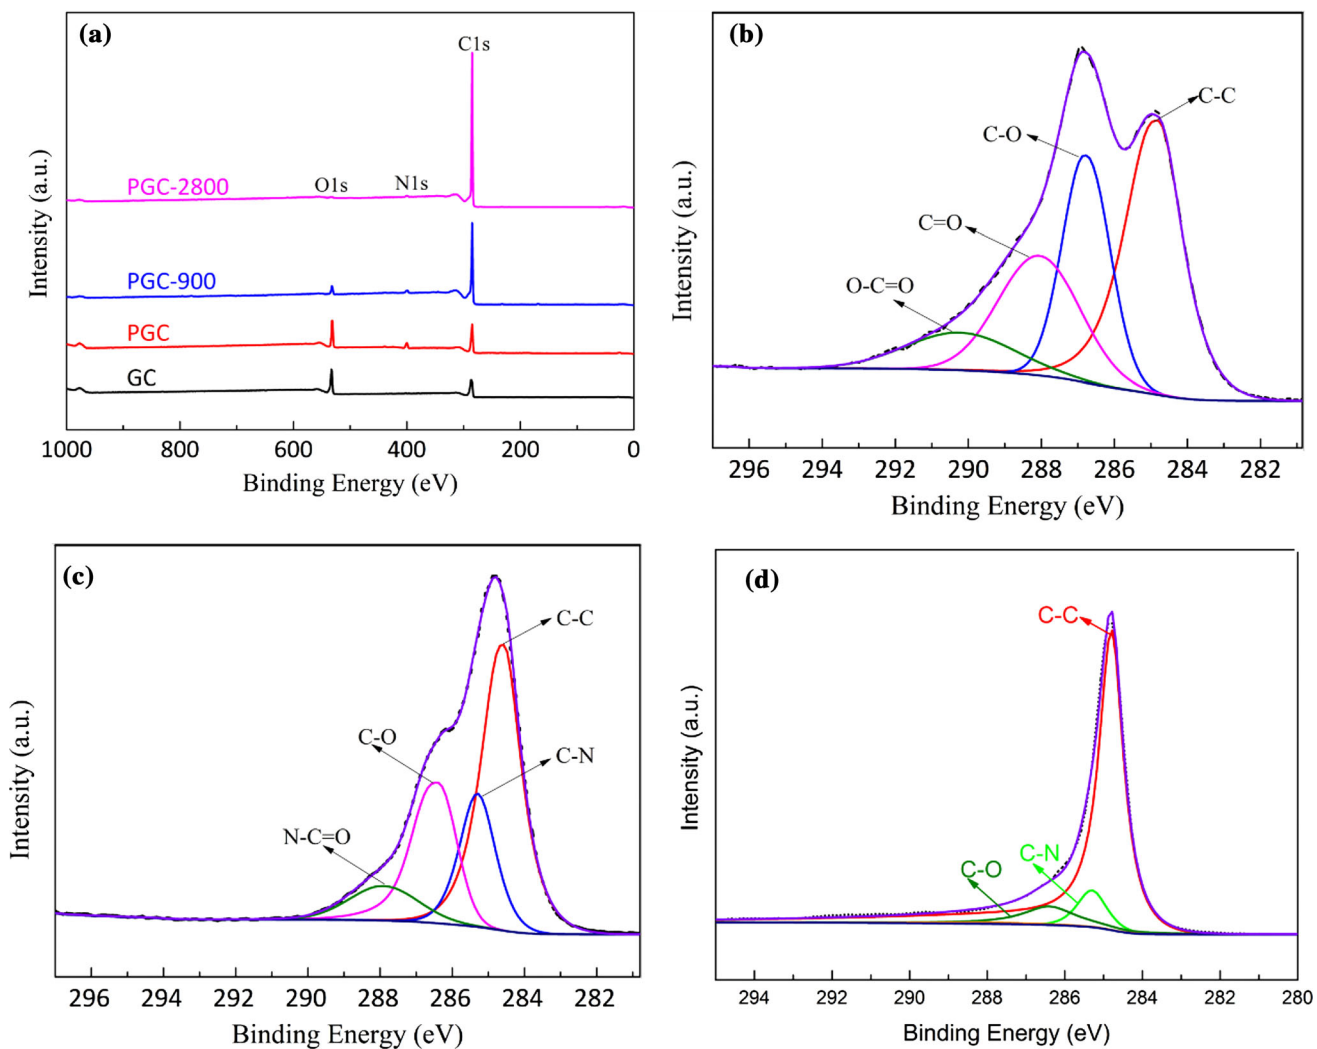 (a)
C1s
PGC-2800
O1s
N1s
PGC-900
PGC
GC
Intensity (a.u.)
1000 800 600 400 200 0
Binding Energy (eV)
(b)
C-C
C-O
C=O
O-C=O
Intensity (a.u.)
296 294 292 290 288 286 284 282
Binding Energy (eV)
(c)
C-C
C-O
C-N
N-C=O
Intensity (a.u.)
296 294 292 290 288 286 284 282
Binding Energy (eV)
(d)
C-C
C-N
C-O
Intensity (a.u.)
294 292 290 288 286 284 282 280
Binding Energy (eV)